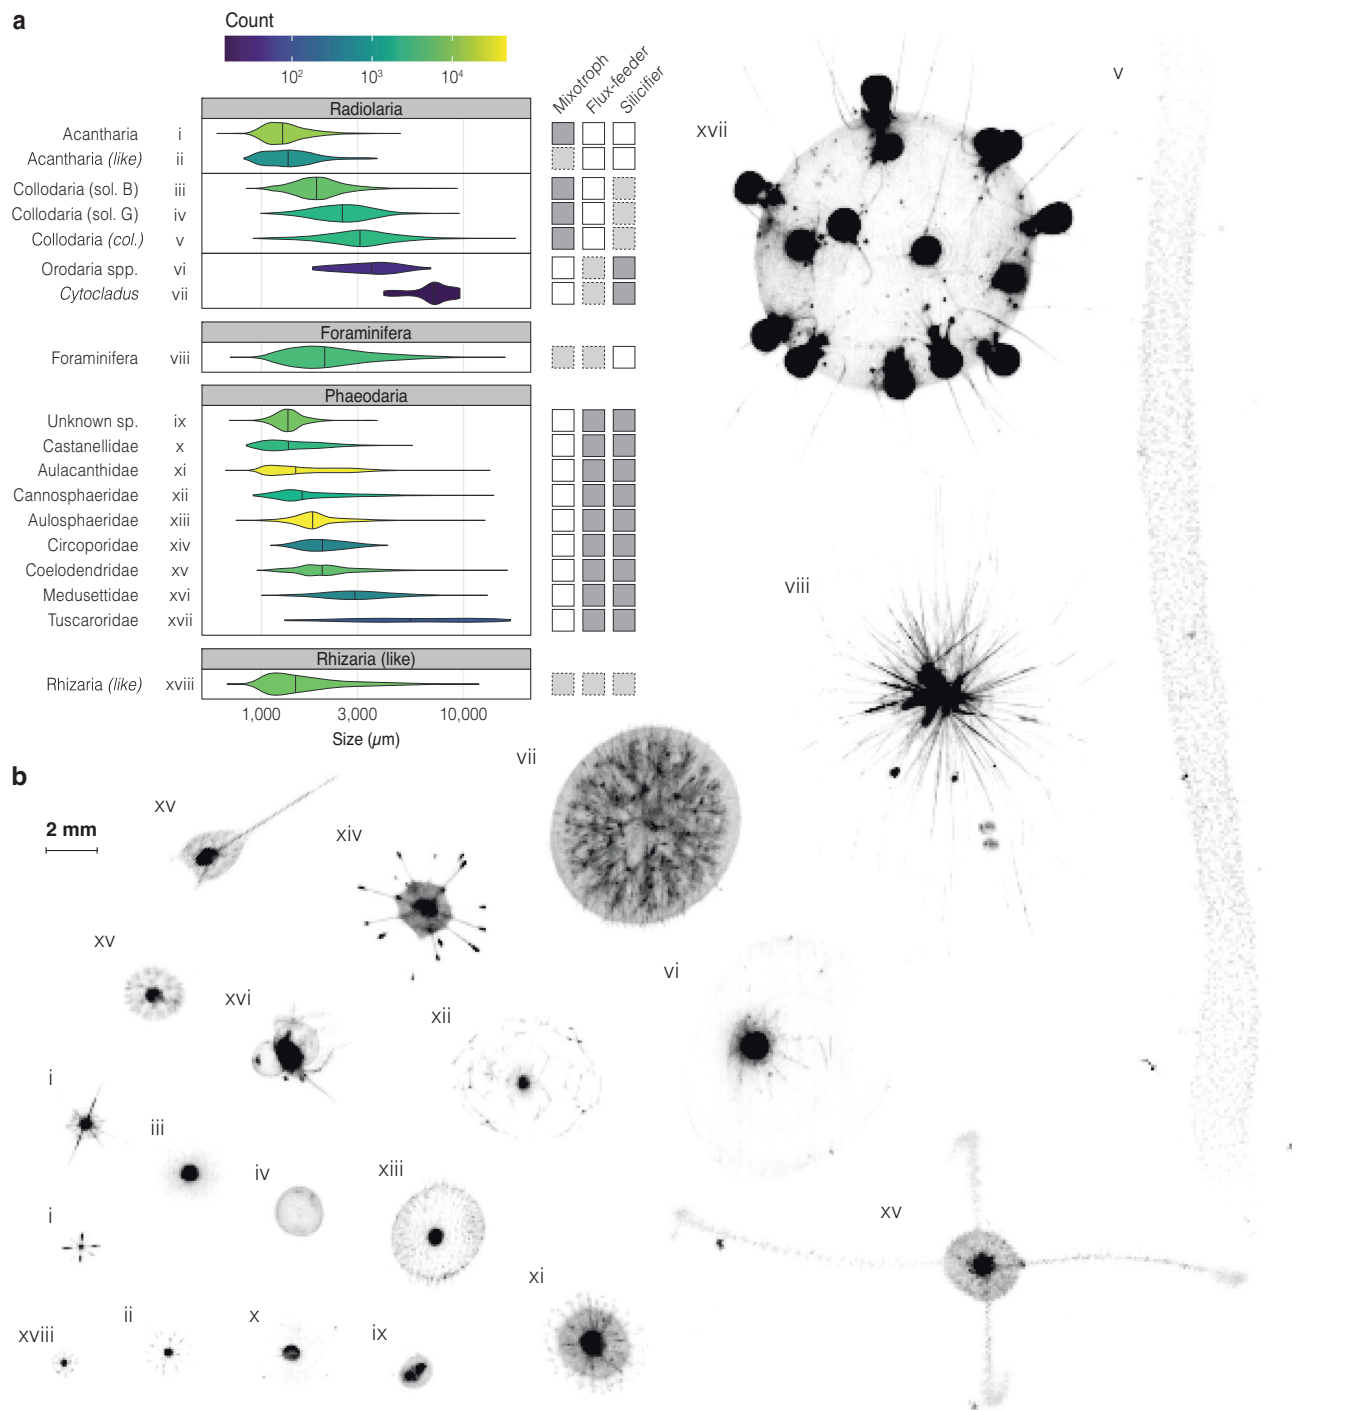 a
Count
10² 10³ 10⁴
Mixotroph
Flux-feeder
Silicifier
Radiolaria
Acantharia i
Acantharia (like) ii
Collodaria (sol. B) iii
Collodaria (sol. G) iv
Collodaria (col.) v
Orodaria spp. vi
Cytocladus vii
Foraminifera
Foraminifera viii
Phaeodaria
Unknown sp. ix
Castanellidae x
Aulacanthidae xi
Cannosphaeridae xii
Aulosphaeridae xiii
Circoporidae xiv
Coelodendridae xv
Medusettidae xvi
Tuscaroridae xvii
Rhizaria (like)
Rhizaria (like) xviii
1,000 3,000 10,000
Size (µm)
b
2 mm
xvii
v
viii
vii
xv
xiv
xv
vi
xvi
xii
i
iii
iv
xiii
i
xv
xi
xviii
ii
x
ix